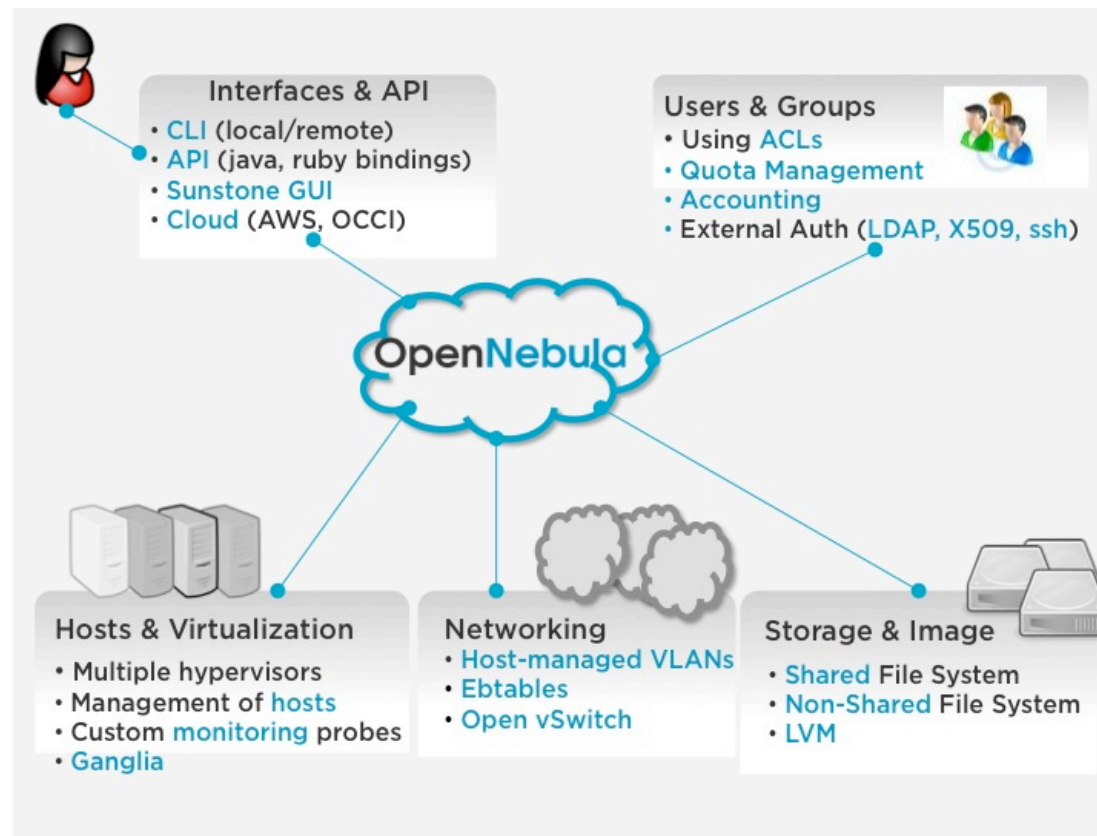 Interfaces & API
• CLI (local/remote)
• API (java, ruby bindings)
• Sunstone GUI
• Cloud (AWS, OCCI)
Users & Groups
• Using ACLs
• Quota Management
• Accounting
• External Auth (LDAP, X509, ssh)
OpenNebula
Hosts & Virtualization
• Multiple hypervisors
• Management of hosts
• Custom monitoring probes
• Ganglia
Networking
• Host-managed VLANs
• Ebtables
• Open vSwitch
Storage & Image
• Shared File System
• Non-Shared File System
• LVM